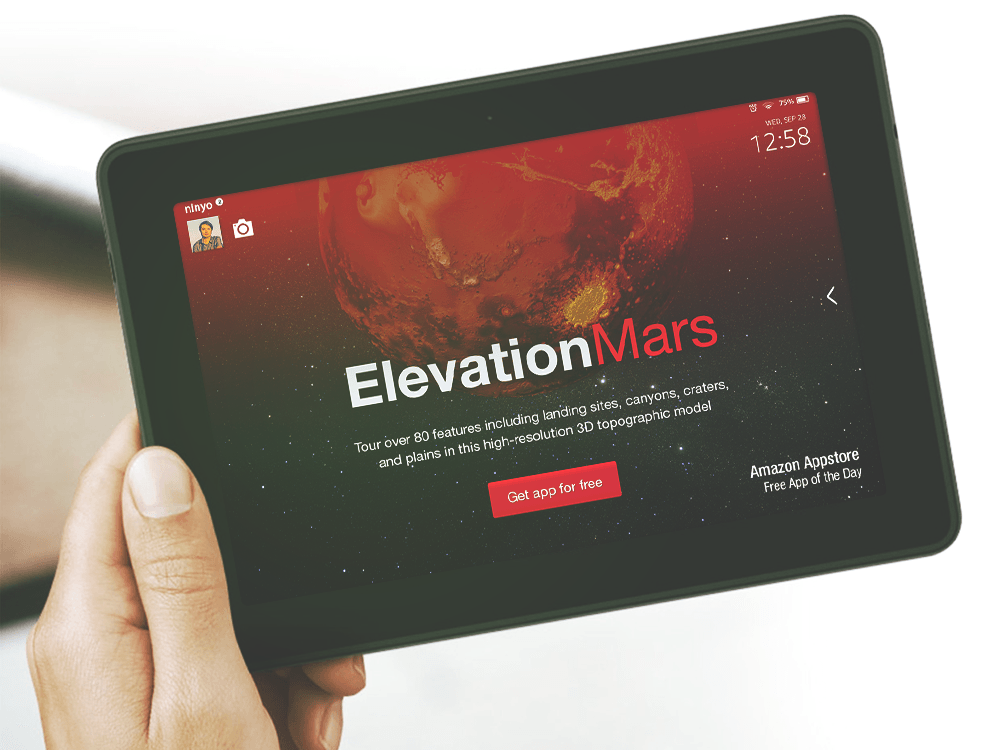 75%
WED, SEP 28
12:58
ninyo
ElevationMars
Tour over 80 features including landing sites, canyons, craters,
and plains in this high-resolution 3D topographic model
Get app for free
Amazon Appstore
Free App of the Day